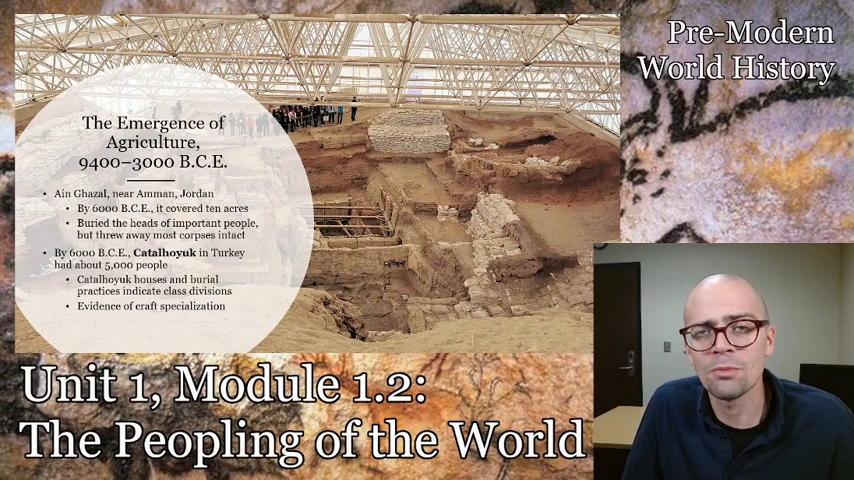 Pre-Modern
World History
The Emergence of
Agriculture,
9400–3000 B.C.E.
• Ain Ghazal, near Amman, Jordan
• By 6000 B.C.E., it covered ten acres
• Buried the heads of important people,
but threw away most corpses intact
• By 6000 B.C.E., Catalhoyuk in Turkey
had about 5,000 people
• Catalhoyuk houses and burial
practices indicate class divisions
• Evidence of craft specialization
Unit 1, Module 1.2:
The Peopling of the World